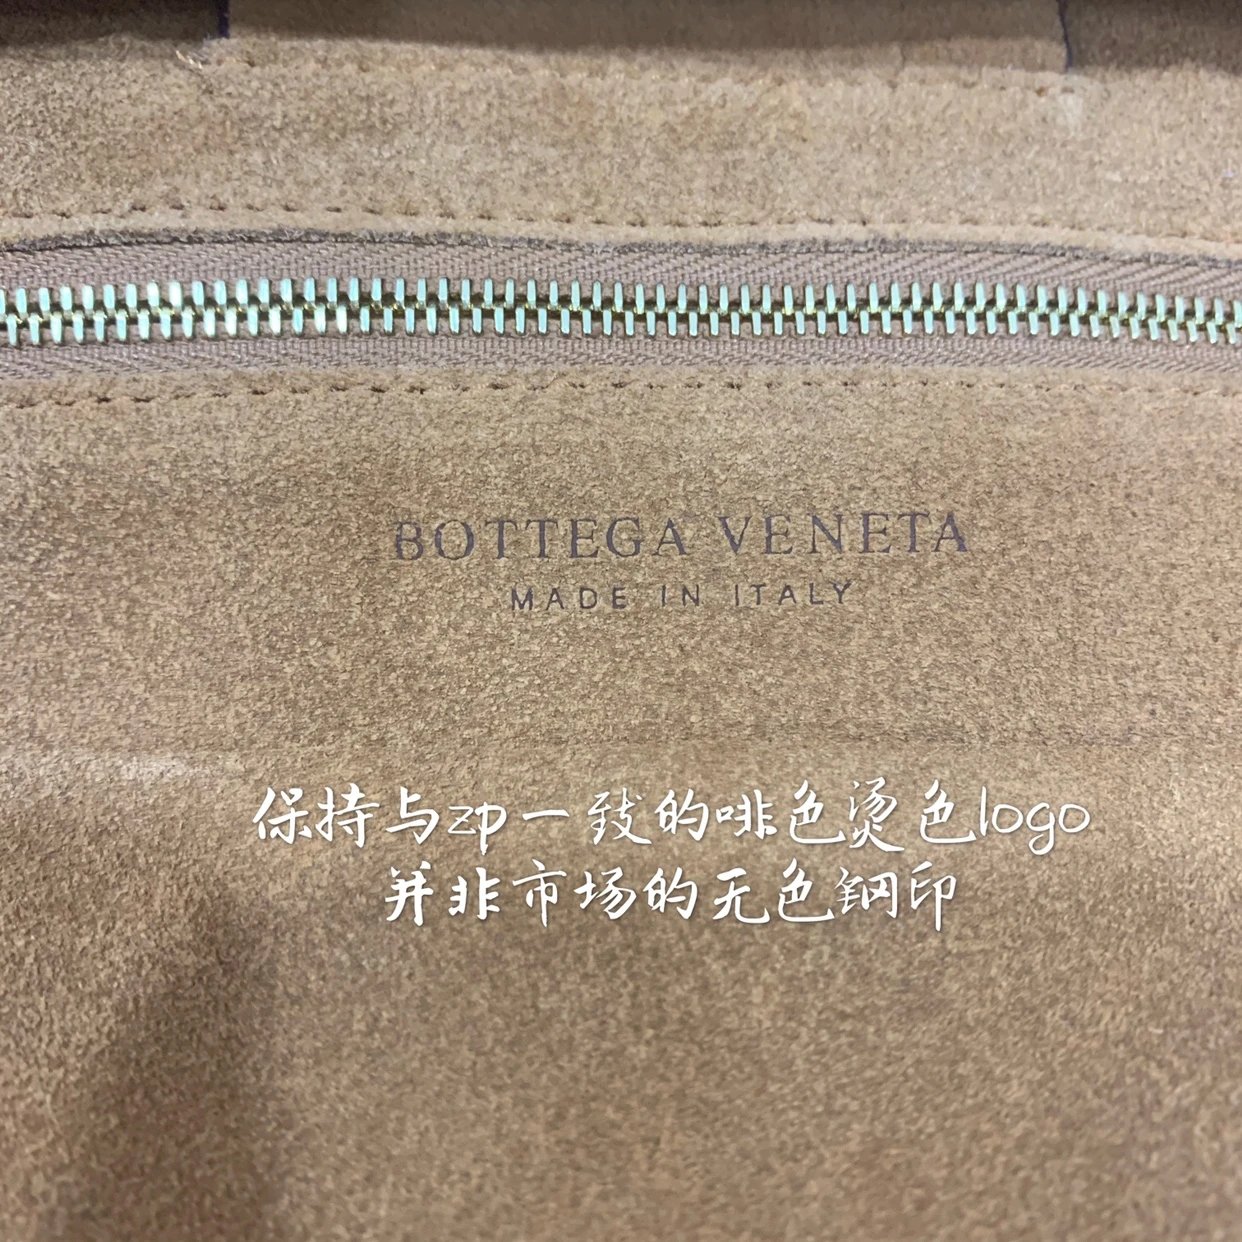 BOTTEGA VENETA
MADE IN ITALY
保持与zp一致的啡色烫色logo
并非市场的无色钢印